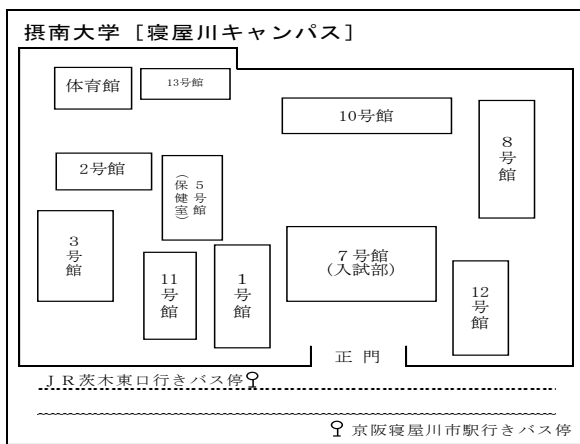 摂南大学［寝屋川キャンパス］
体育館
13号館
10号館
8号館
2号館
5号館
（保健室）
3号館
11号館
1号館
7号館
(入試部)
12号館
正門
ＪＲ茨木東口行きバス停
京阪寝屋川市駅行きバス停